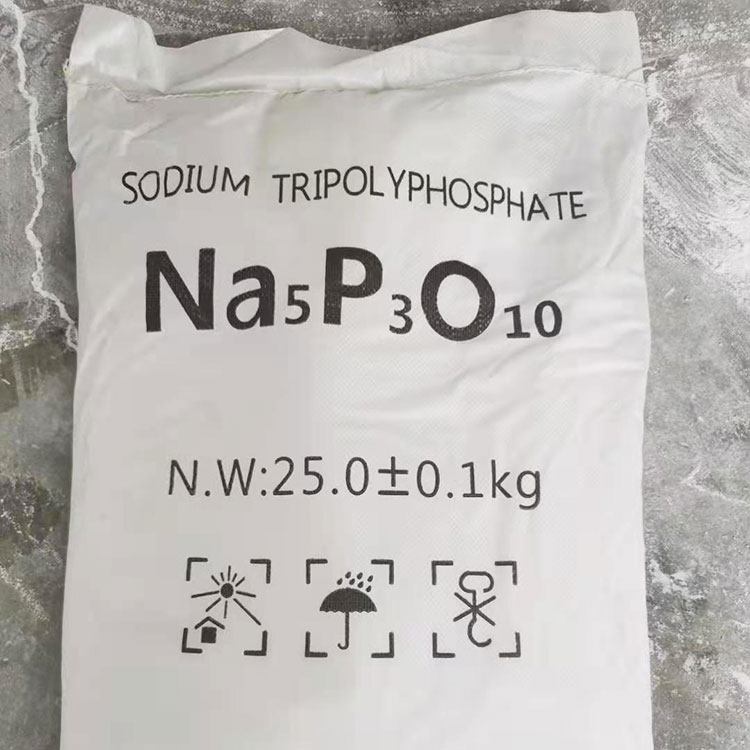 SODIUM TRIPOLYPHOSPHATE
Na₅P₃O₁₀
N.W:25.0±0.1kg